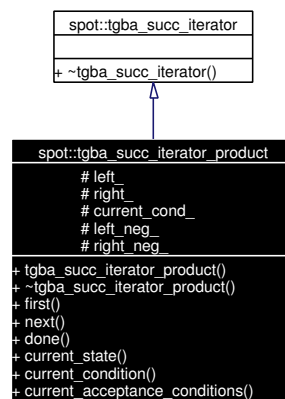 spot::tgba_succ_iterator
+ ~tgba_succ_iterator()
spot::tgba_succ_iterator_product
# left_
# right_
# current_cond_
# left_neg_
# right_neg_
+ tgba_succ_iterator_product()
+ ~tgba_succ_iterator_product()
+ first()
+ next()
+ done()
+ current_state()
+ current_condition()
+ current_acceptance_conditions()